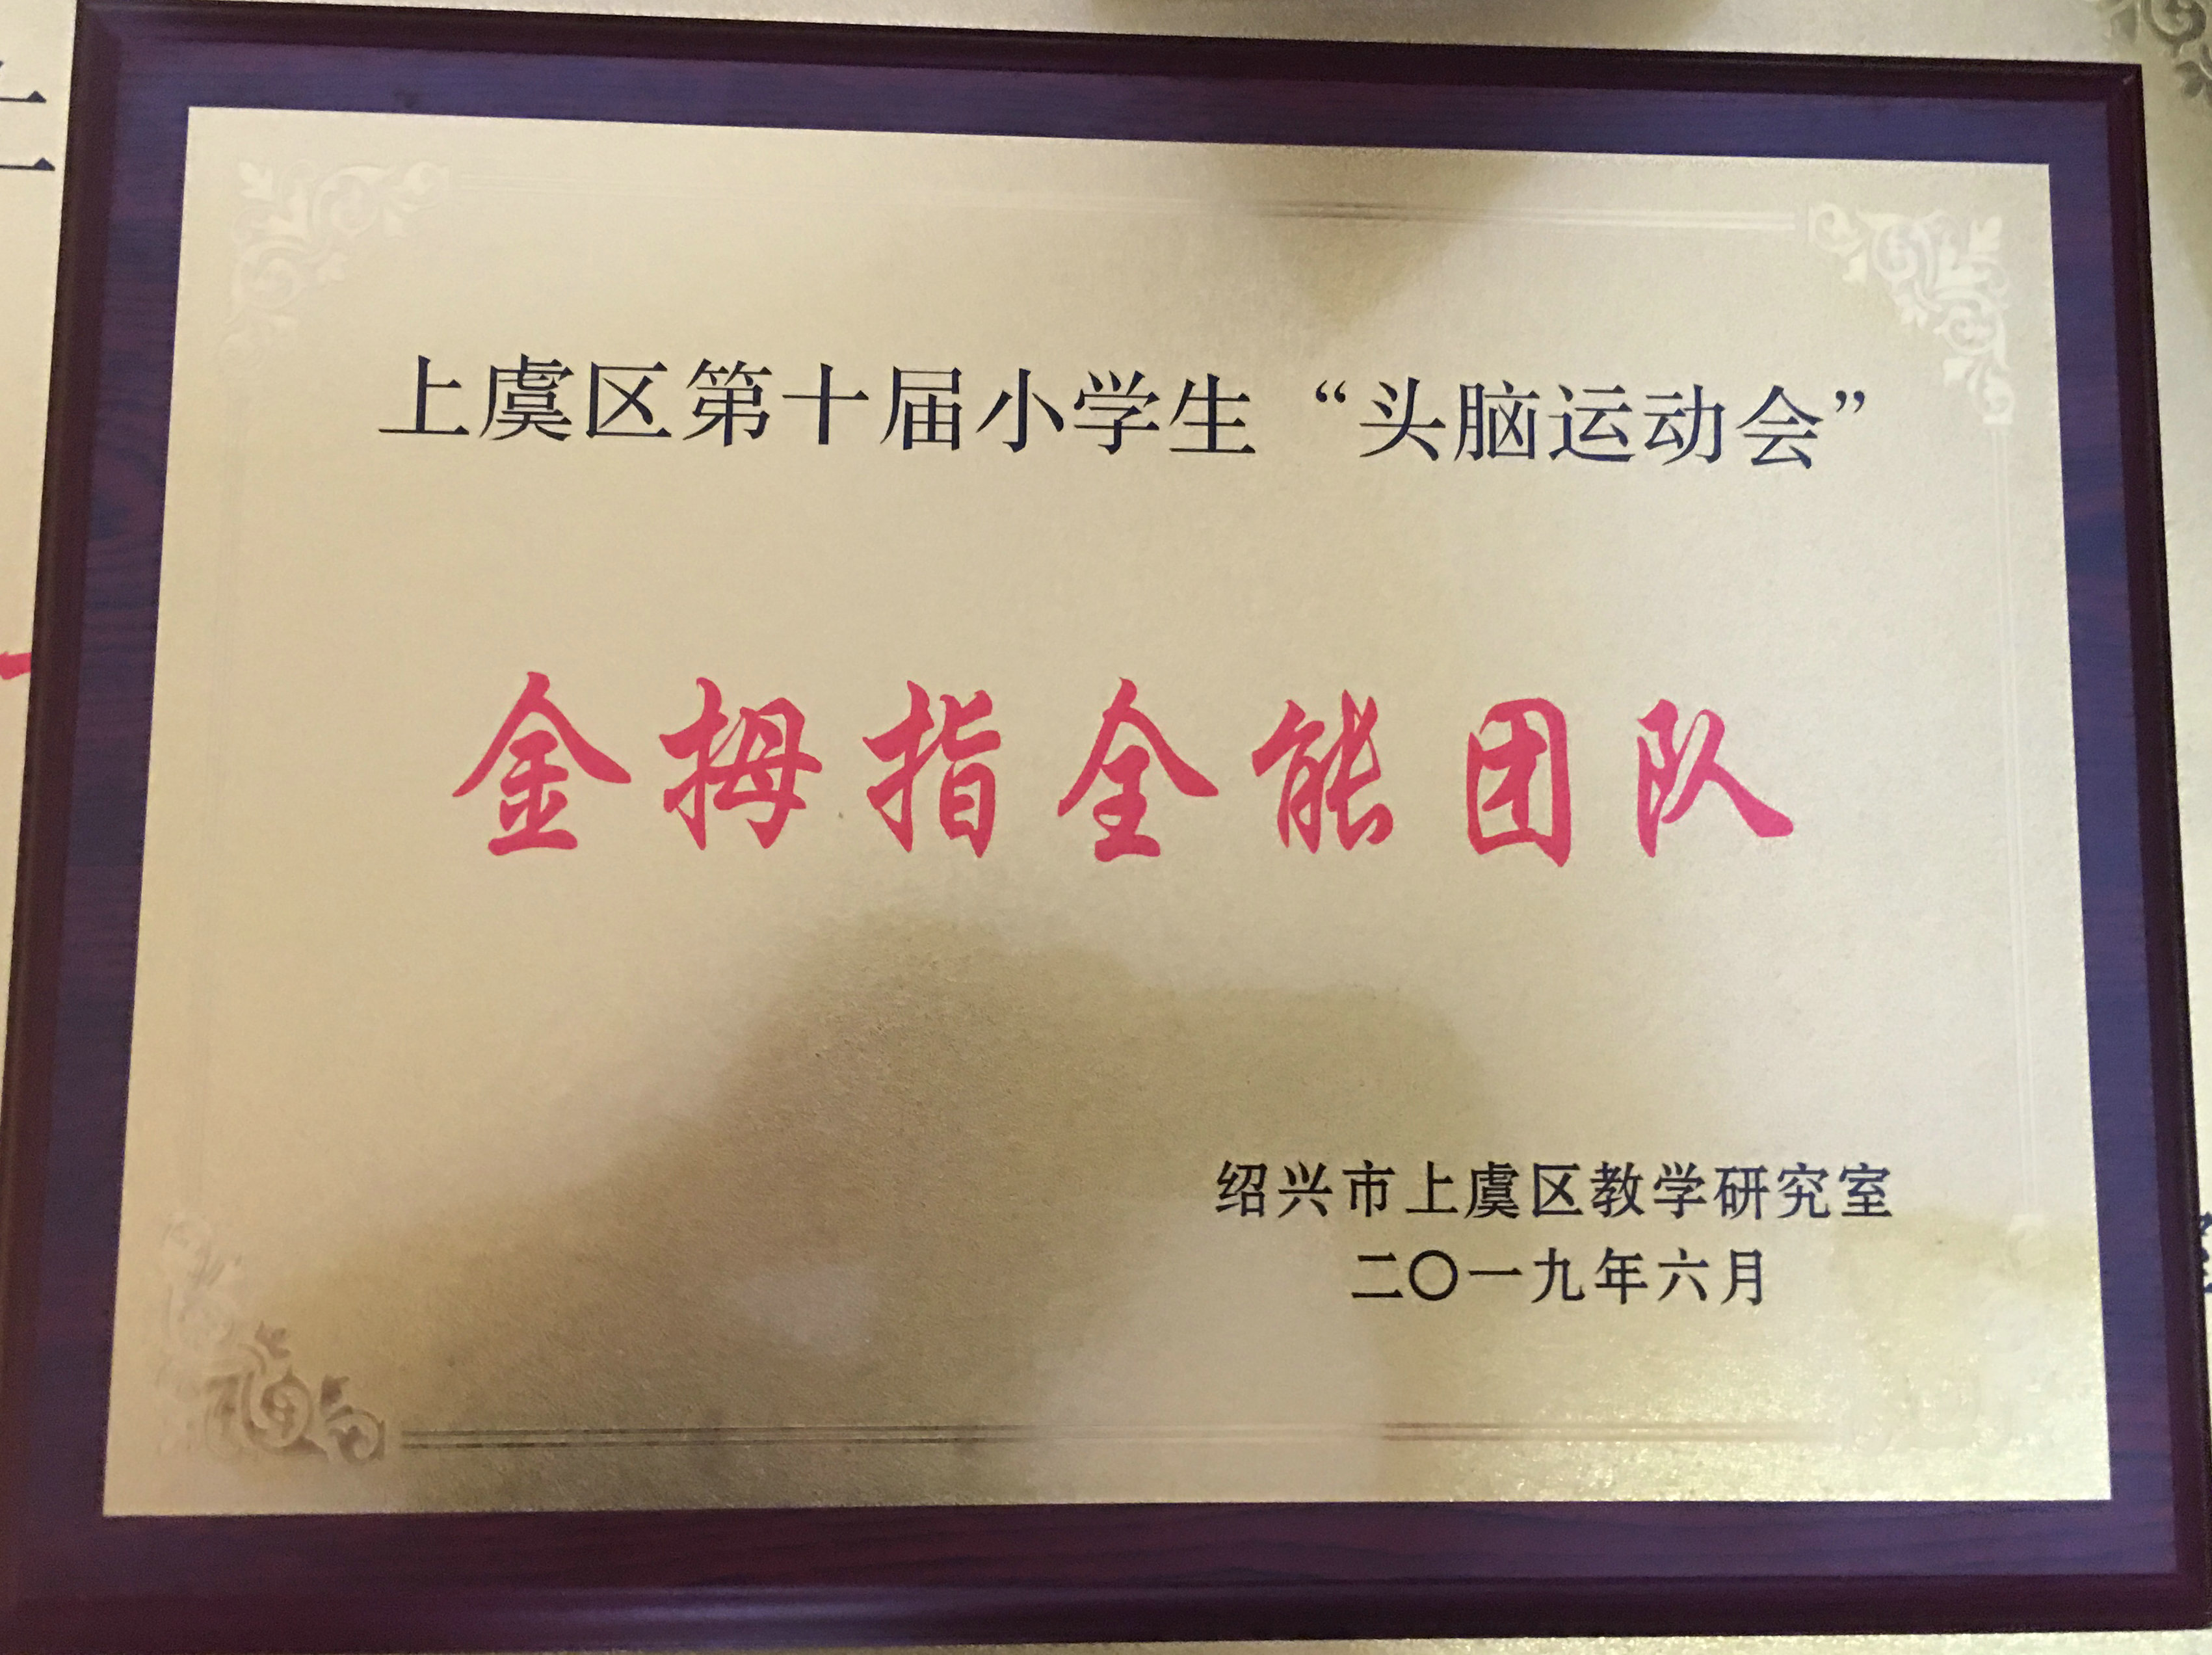 上虞区第十届小学生“头脑运动会”
金拇指全能团队
绍兴市上虞区教学研究室
二〇一九年六月